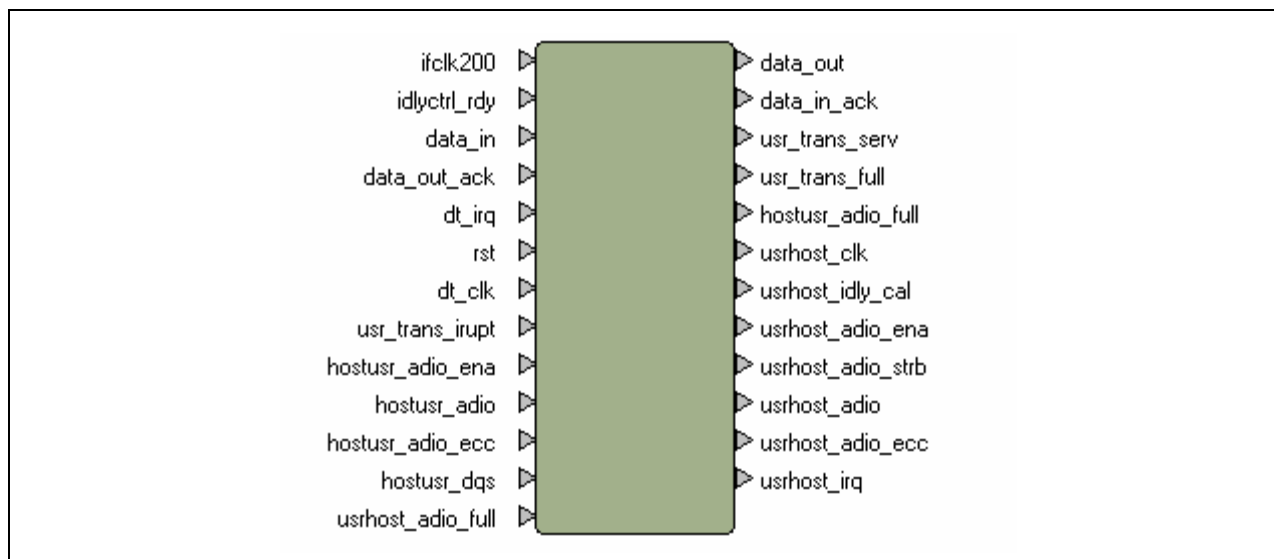 ifclk200
idlyctrl_rdy
data_in
data_out_ack
dt_irq
rst
dt_clk
usr_trans_irupt
hostusr_adio_ena
hostusr_adio
hostusr_adio_ecc
hostusr_dqs
usrhost_adio_full
data_out
data_in_ack
usr_trans_serv
usr_trans_full
hostusr_adio_full
usrhost_clk
usrhost_idly_cal
usrhost_adio_ena
usrhost_adio_strb
usrhost_adio
usrhost_adio_ecc
usrhost_irq